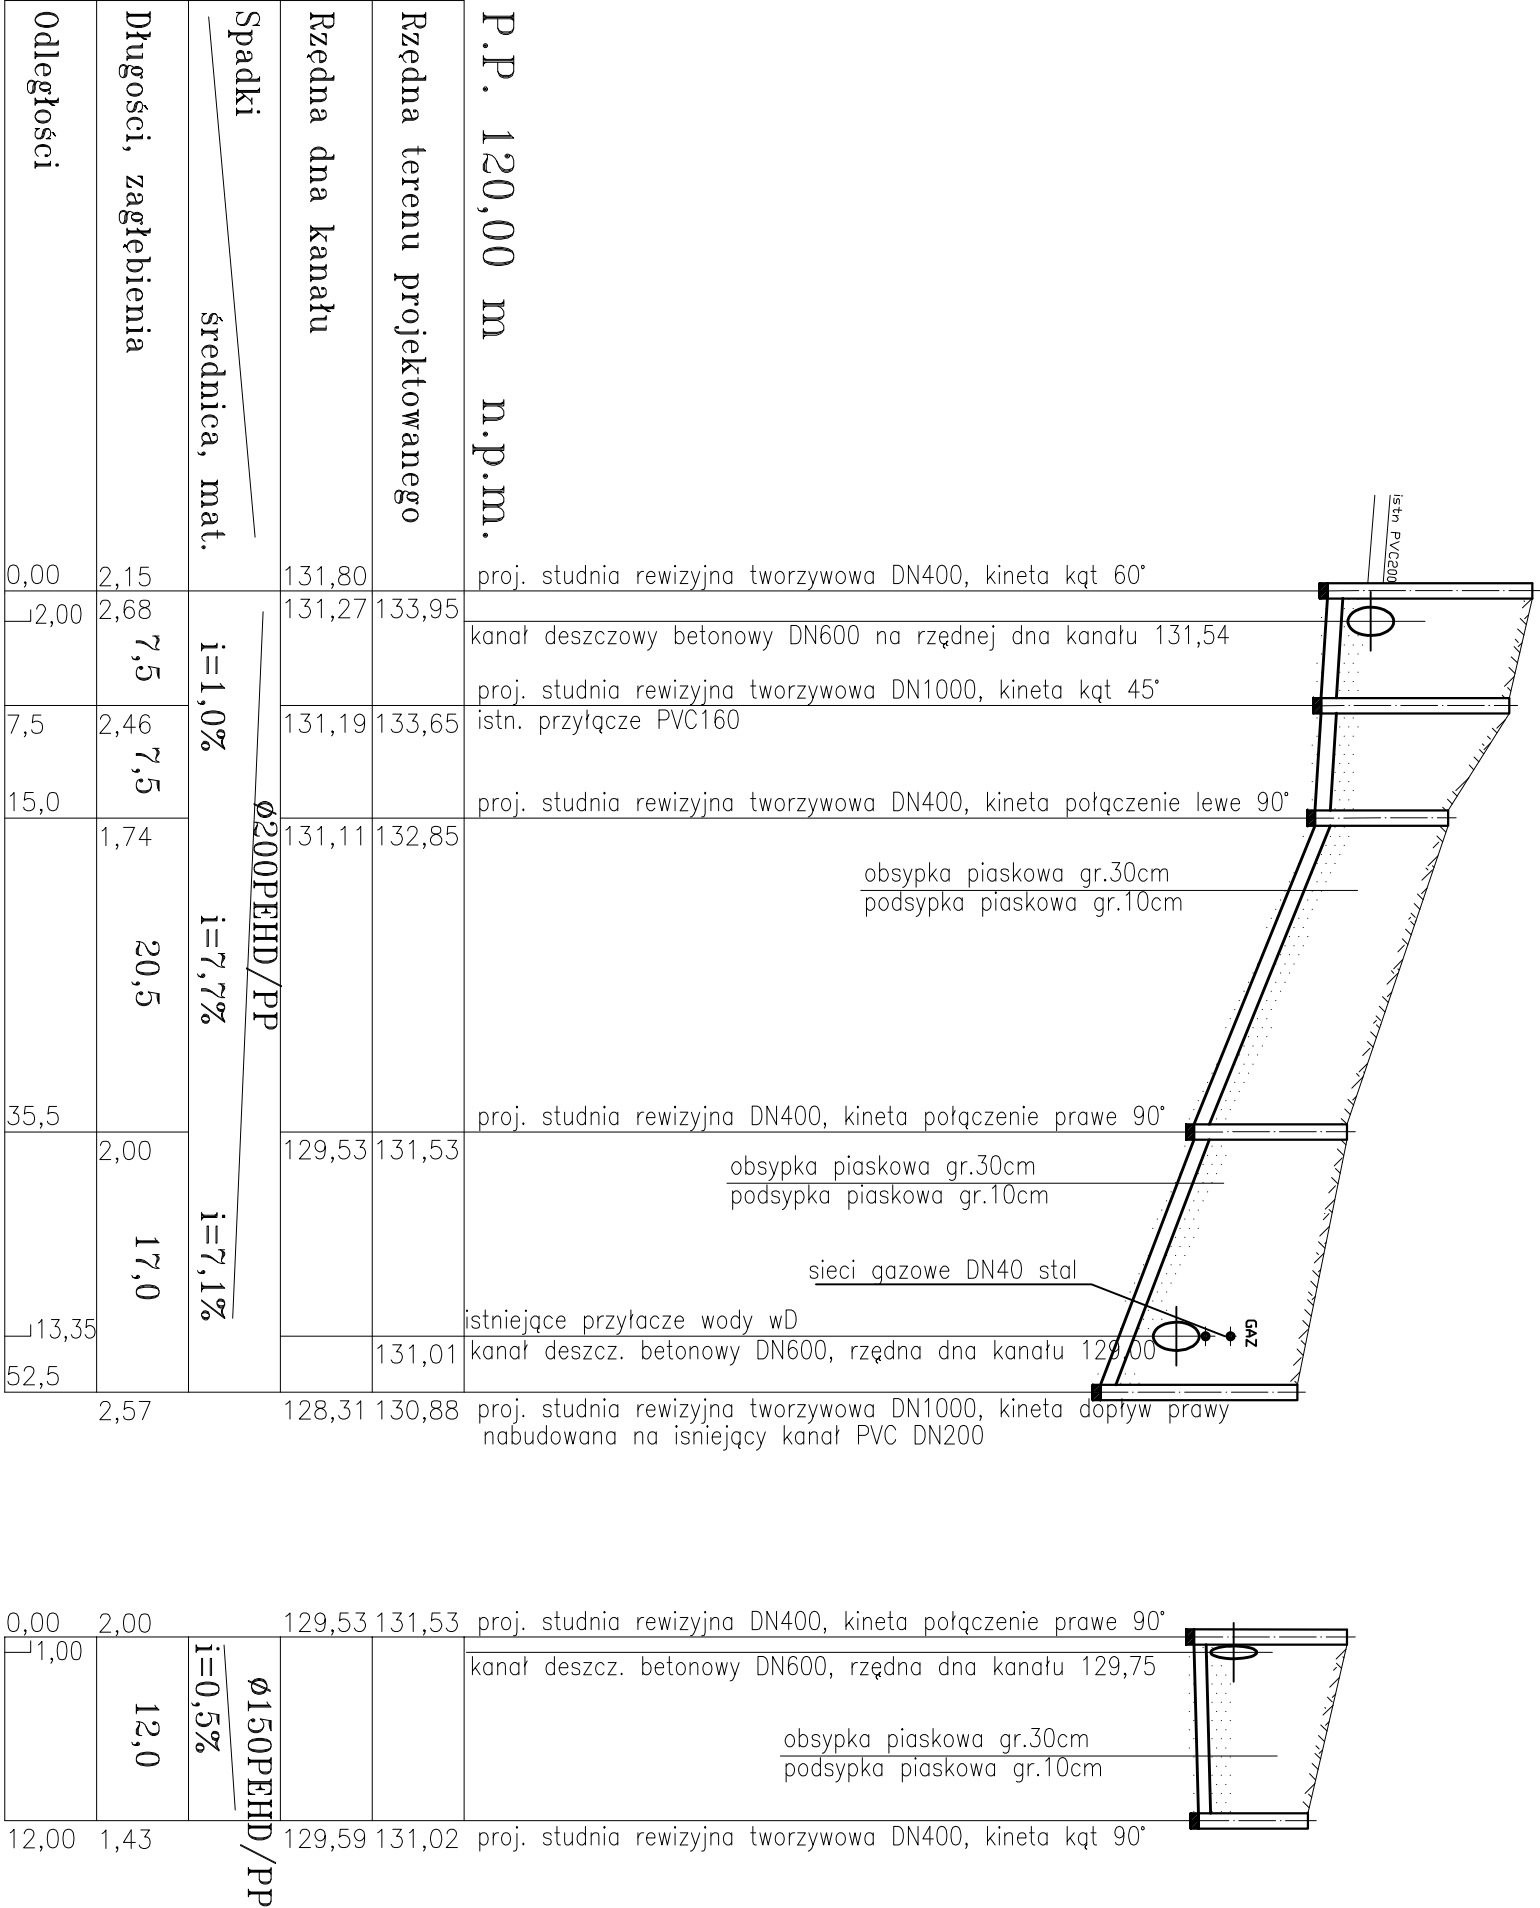 P.P. 120,00 m n.p.m.
Rzędna terenu projektowanego
Rzędna dna kanału
Spadki
średnica, mat.
Długości, zagłębienia
Odległości
istn PVC200
0,00 2,15 131,80 proj. studnia rewizyjna tworzywowa DN400, kineta kąt 60°
2,00 2,68 131,27 133,95
kanał deszczowy betonowy DN600 na rzędnej dna kanału 131,54
7,5 i=1,0%
proj. studnia rewizyjna tworzywowa DN1000, kineta kąt 45°
7,5 2,46 131,19 133,65 istn. przyłącze PVC160
7,5
15,0 proj. studnia rewizyjna tworzywowa DN400, kineta połączenie lewe 90°
1,74 131,11 132,85
ø200PEHD/PP
obsypka piaskowa gr.30cm
podsypka piaskowa gr.10cm
20,5 i=7,7%
35,5 proj. studnia rewizyjna DN400, kineta połączenie prawe 90°
2,00 129,53 131,53
obsypka piaskowa gr.30cm
podsypka piaskowa gr.10cm
17,0 i=7,1%
sieci gazowe DN40 stal
GAZ
13,35 istniejące przyłacze wody wD
131,01 kanał deszcz. betonowy DN600, rzędna dna kanału 129,00
52,5
2,57 128,31 130,88 proj. studnia rewizyjna tworzywowa DN1000, kineta dopływ prawy
nabudowana na isniejący kanał PVC DN200
0,00 2,00 129,53 131,53 proj. studnia rewizyjna DN400, kineta połączenie prawe 90°
1,00
kanał deszcz. betonowy DN600, rzędna dna kanału 129,75
12,0 i=0,5% ø150PEHD/PP
obsypka piaskowa gr.30cm
podsypka piaskowa gr.10cm
12,00 1,43 129,59 131,02 proj. studnia rewizyjna tworzywowa DN400, kineta kąt 90°